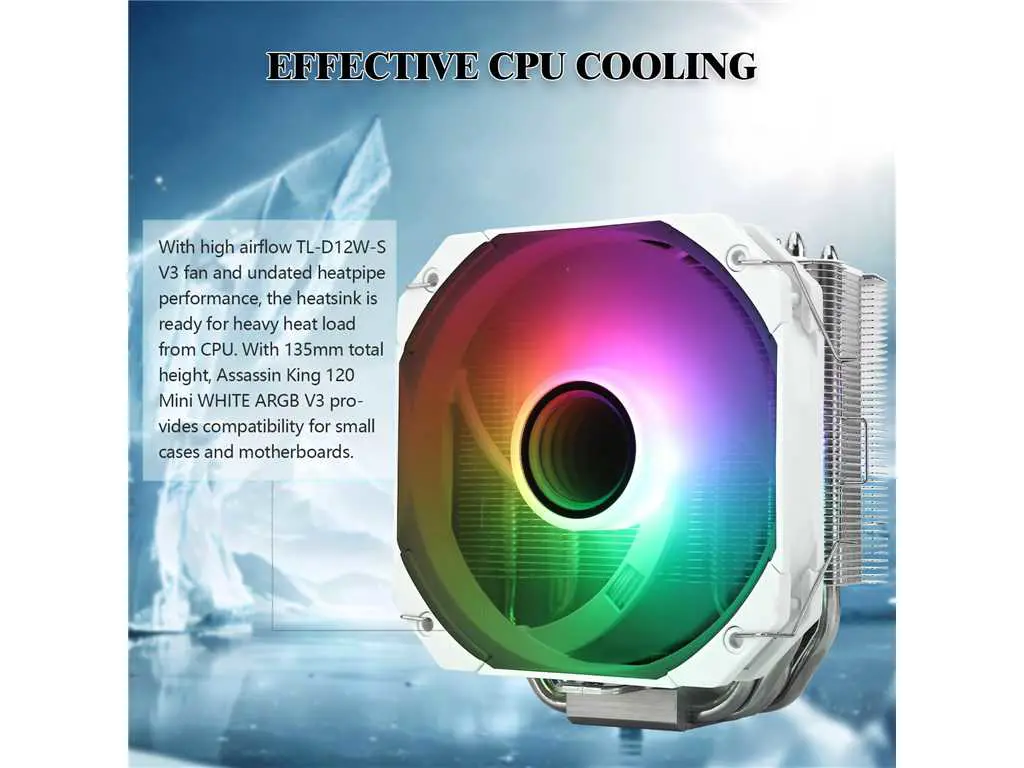 EFFECTIVE CPU COOLING
With high airflow TL-D12W-S
V3 fan and undated heatpipe
performance, the heatsink is
ready for heavy heat load
from CPU. With 135mm total
height, Assassin King 120
Mini WHITE ARGB V3 pro-
vides compatibility for small
cases and motherboards.